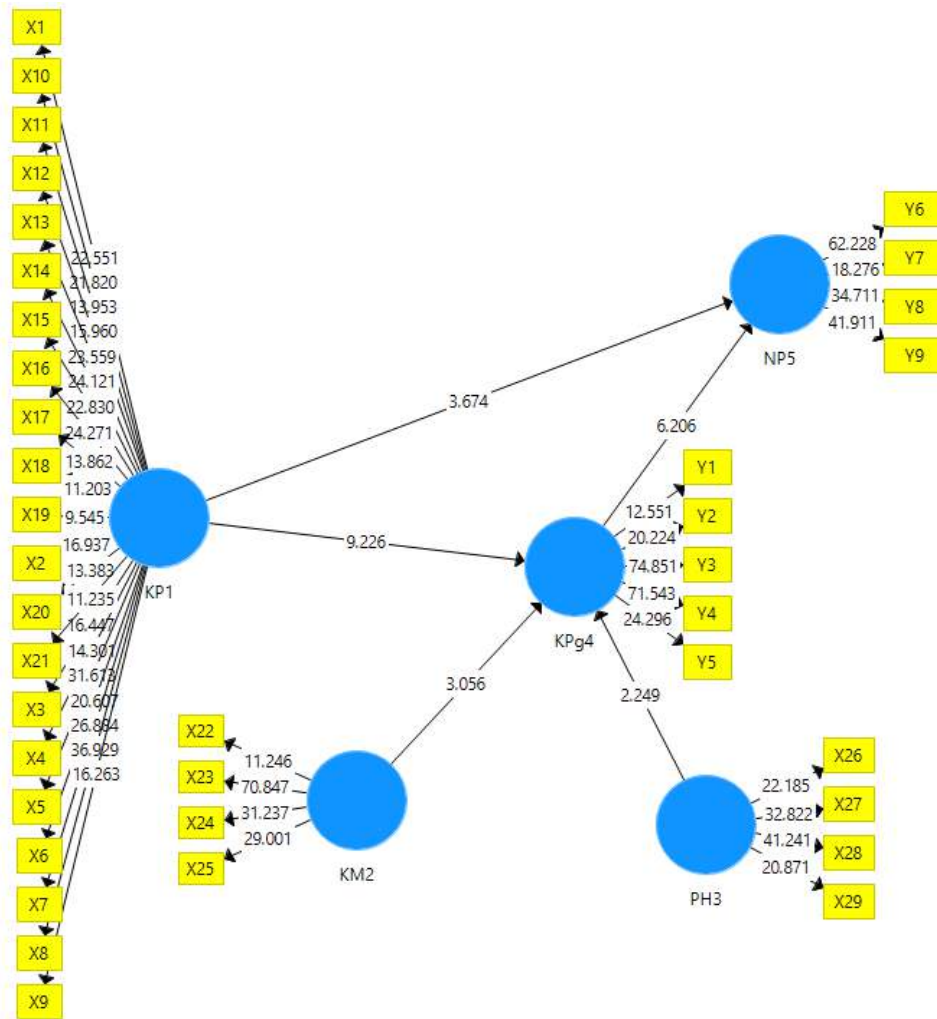 X1
X10
X11
X12
X13
X14
X15
X16
X17
X18
X19
X2
X20
X21
X3
X4
X5
X6
X7
X8
X9
22.551
21.820
13.953
15.960
23.559
24.121
22.830
24.271
13.862
11.203
9.545
16.937
13.383
11.235
16.447
14.301
31.613
20.607
26.884
36.929
16.263
KP1
3.674
9.226
NP5
62.228
18.276
34.711
41.911
Y6
Y7
Y8
Y9
6.206
KPg4
12.551
20.224
74.851
71.543
24.296
Y1
Y2
Y3
Y4
Y5
3.056
2.249
X22
X23
X24
X25
11.246
70.847
31.237
29.001
KM2
PH3
22.185
32.822
41.241
20.871
X26
X27
X28
X29